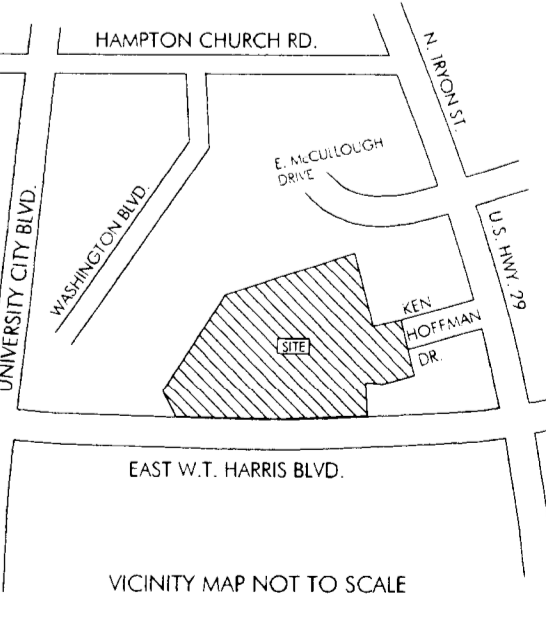 HAMPTON CHURCH RD.
N. TRYON ST.
E. McCULLOUGH
DRIVE
UNIVERSITY CITY BLVD.
WASHINGTON BLVD.
U.S. HWY. 29
KEN
HOFFMAN
DR.
SITE
EAST W.T. HARRIS BLVD.
VICINITY MAP NOT TO SCALE